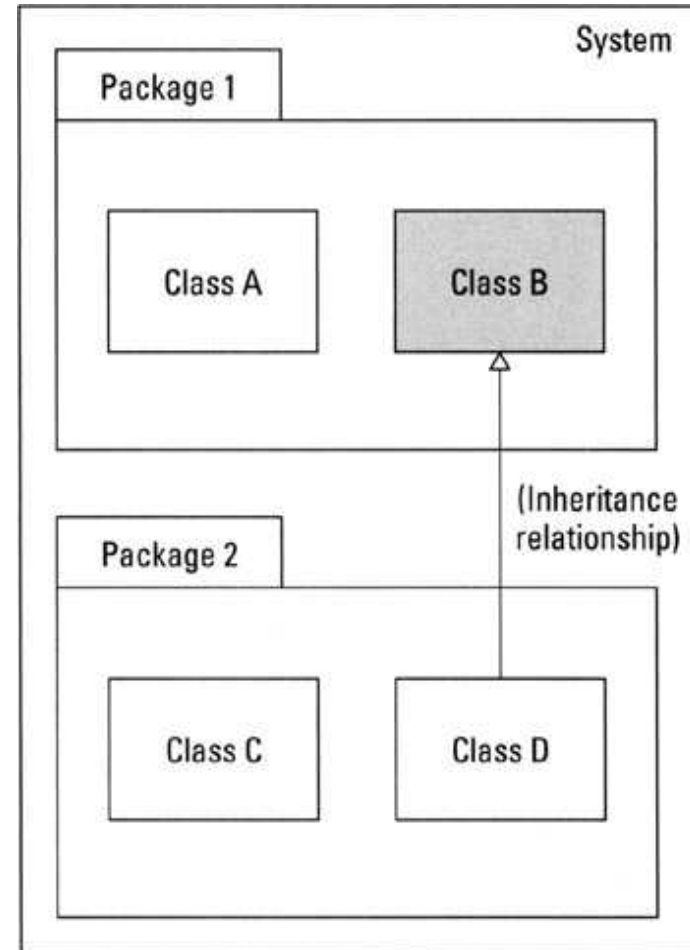 System
Package 1
Class A
Class B
(Inheritance
relationship)
Package 2
Class C
Class D